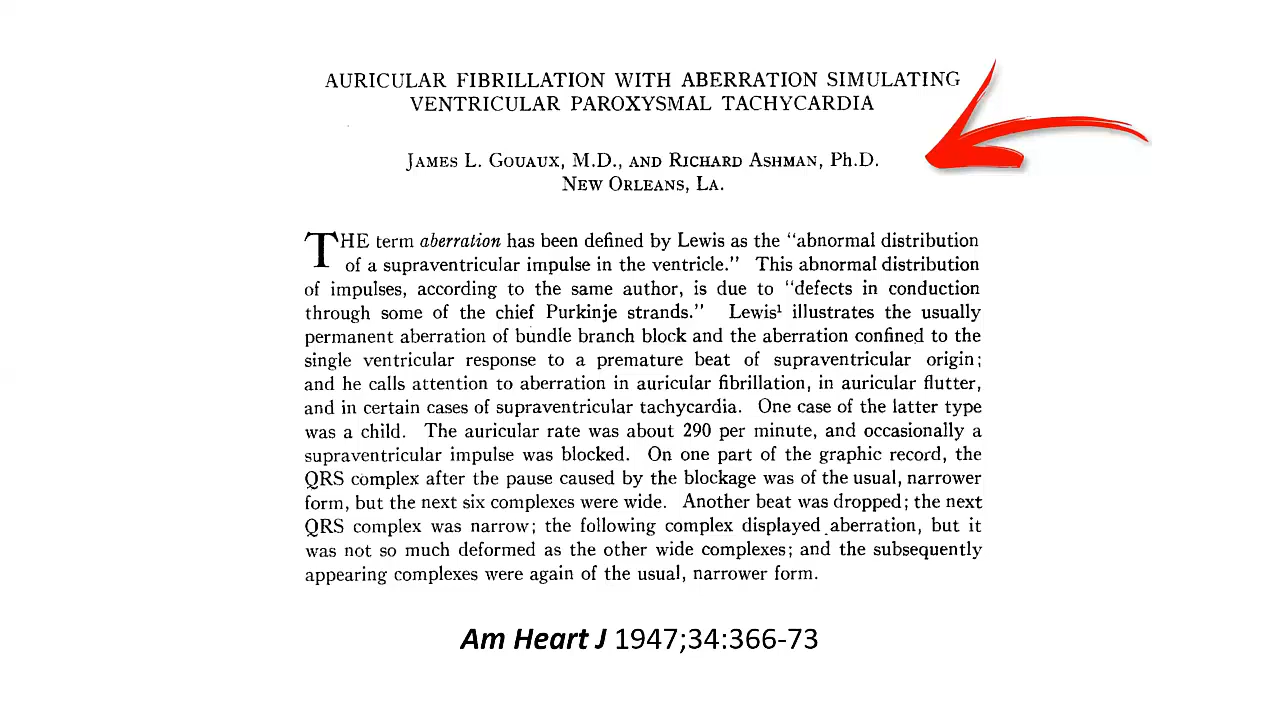 AURICULAR FIBRILLATION WITH ABERRATION SIMULATING
VENTRICULAR PAROXYSMAL TACHYCARDIA
JAMES L. GOUAUX, M.D., AND RICHARD ASHMAN, PH.D.
NEW ORLEANS, LA.
THE term aberration has been defined by Lewis as the “abnormal distribution
of a supraventricular impulse in the ventricle.” This abnormal distribution
of impulses, according to the same author, is due to “defects in conduction
through some of the chief Purkinje strands.” Lewis¹ illustrates the usually
permanent aberration of bundle branch block and the aberration confined to the
single ventricular response to a premature beat of supraventricular origin;
and he calls attention to aberration in auricular fibrillation, in auricular flutter,
and in certain cases of supraventricular tachycardia. One case of the latter type
was a child. The auricular rate was about 290 per minute, and occasionally a
supraventricular impulse was blocked. On one part of the graphic record, the
QRS complex after the pause caused by the blockage was of the usual, narrower
form, but the next six complexes were wide. Another beat was dropped; the next
QRS complex was narrow; the following complex displayed aberration, but it
was not so much deformed as the other wide complexes; and the subsequently
appearing complexes were again of the usual, narrower form.
Am Heart J 1947;34:366-73